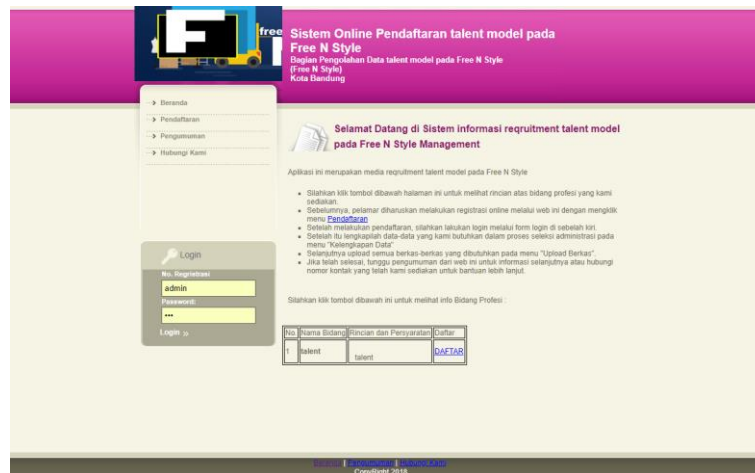 free
F
Sistem Online Pendaftaran talent model pada
Free N Style
Bagian Pengolahan Data talent model pada Free N Style
(Free N Style)
Kota Bandung
Beranda
Pendaftaran
Pengumuman
Hubungi Kami
Selamat Datang di Sistem informasi reqruitment talent model
pada Free N Style Management
Aplikasi ini merupakan media reqruitment talent model pada Free N Style
Silahkan klik tombol dibawah halaman ini untuk melihat rincian atas bidang profesi yang kami
sediakan.
Sebelumnya, pelamar diharuskan melakukan registrasi online melalui web ini dengan mengklik
menu Pendaftaran
Setelah melakukan pendaftaran, silahkan lakukan login melalui form login di sebelah kiri.
Setelah itu lengkapilah data-data yang kami butuhkan dalam proses seleksi administrasi pada
menu "Kelengkapan Data"
Selanjutnya upload semua berkas-berkas yang dibutuhkan pada menu "Upload Berkas".
Jika telah selesai, tunggu pengumuman dari web ini untuk informasi selanjutnya atau hubungi
nomor kontak yang telah kami sediakan untuk bantuan lebih lanjut.
Login
No. Regrietrasi
admin
Password:
Login »
Silahkan klik tombol dibawah ini untuk melihat info Bidang Profesi :
No. Nama Bidang Rincian dan Persyaratan Daftar
1 talent talent DAFTAR
Beranda | Pengumuman | Hubungi Kami
CopyRight 2018